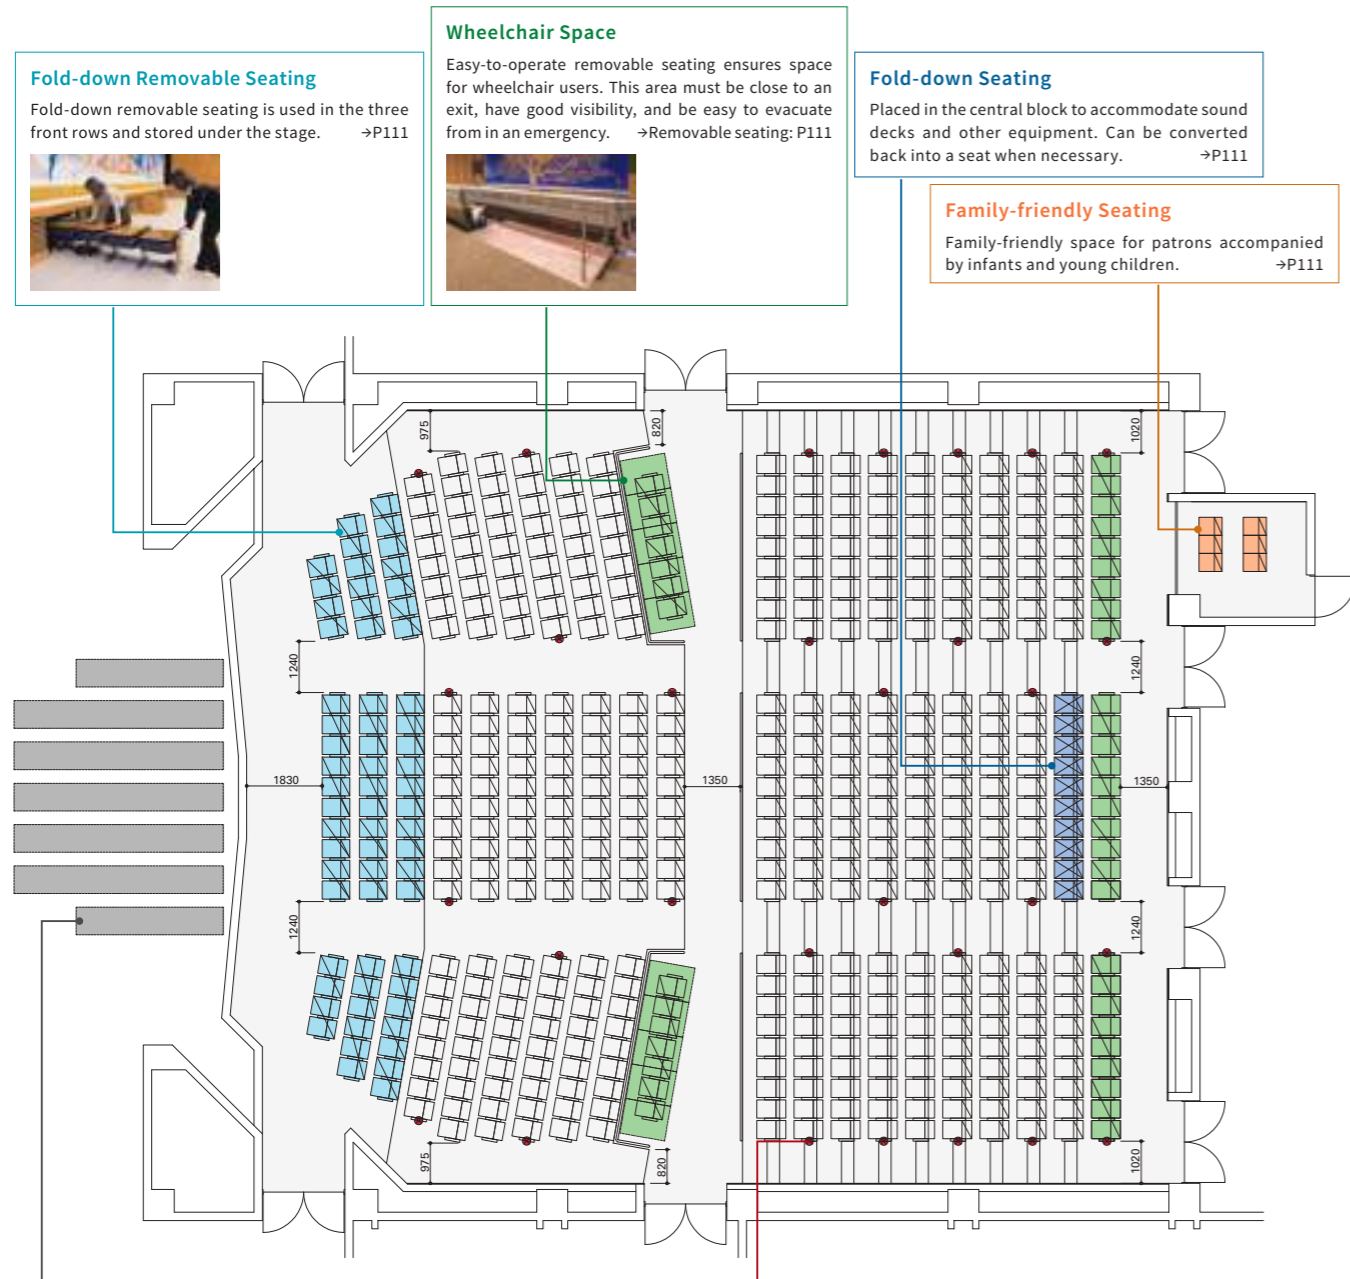 Wheelchair Space
Easy-to-operate removable seating ensures space
for wheelchair users. This area must be close to an
exit, have good visibility, and be easy to evacuate
from in an emergency. →Removable seating: P111
Fold-down Removable Seating
Fold-down removable seating is used in the three
front rows and stored under the stage. →P111
Fold-down Seating
Placed in the central block to accommodate sound
decks and other equipment. Can be converted
back into a seat when necessary. →P111
Family-friendly Seating
Family-friendly space for patrons accompanied
by infants and young children. →P111
975
820
1020
1240
1240
1830
1350
1350
1240
1240
975
820
1020